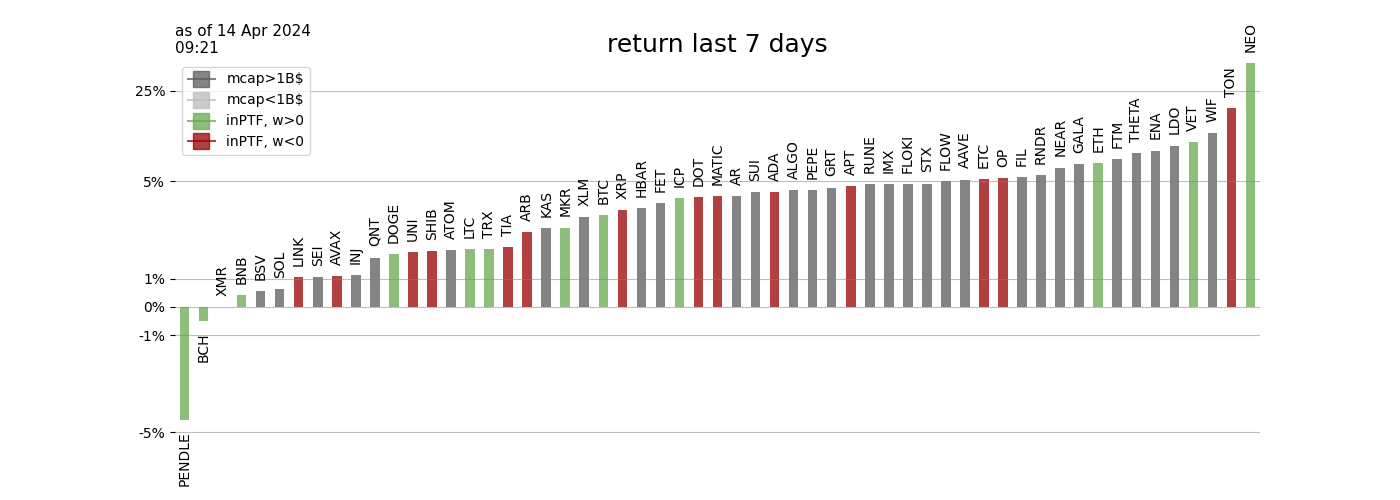 as of 14 Apr 2024
09:21
return last 7 days
mcap>1B$
mcap<1B$
inPTF, w>0
inPTF, w<0
25%
5%
1%
0%
-1%
-5%
PENDLE
BCH
XMR
BNB
BSV
SOL
LINK
SEI
AVAX
INJ
QNT
DOGE
UNI
SHIB
ATOM
LTC
TRX
TIA
ARB
KAS
MKR
XLM
BTC
XRP
HBAR
FET
ICP
DOT
MATIC
AR
SUI
ADA
ALGO
PEPE
GRT
APT
RUNE
IMX
FLOKI
STX
FLOW
AAVE
ETC
OP
FIL
RNDR
NEAR
GALA
ETH
FTM
THETA
ENA
LDO
VET
WIF
TON
NEO